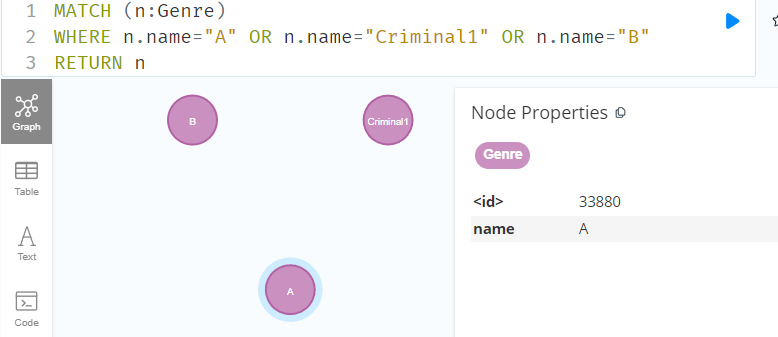 1 MATCH (n:Genre)
2 WHERE n.name="A" OR n.name="Criminal1" OR n.name="B"
3 RETURN n
Graph
Table
Text
Code
B
Criminal1
A
Node Properties
Genre
<id> 33880
name A